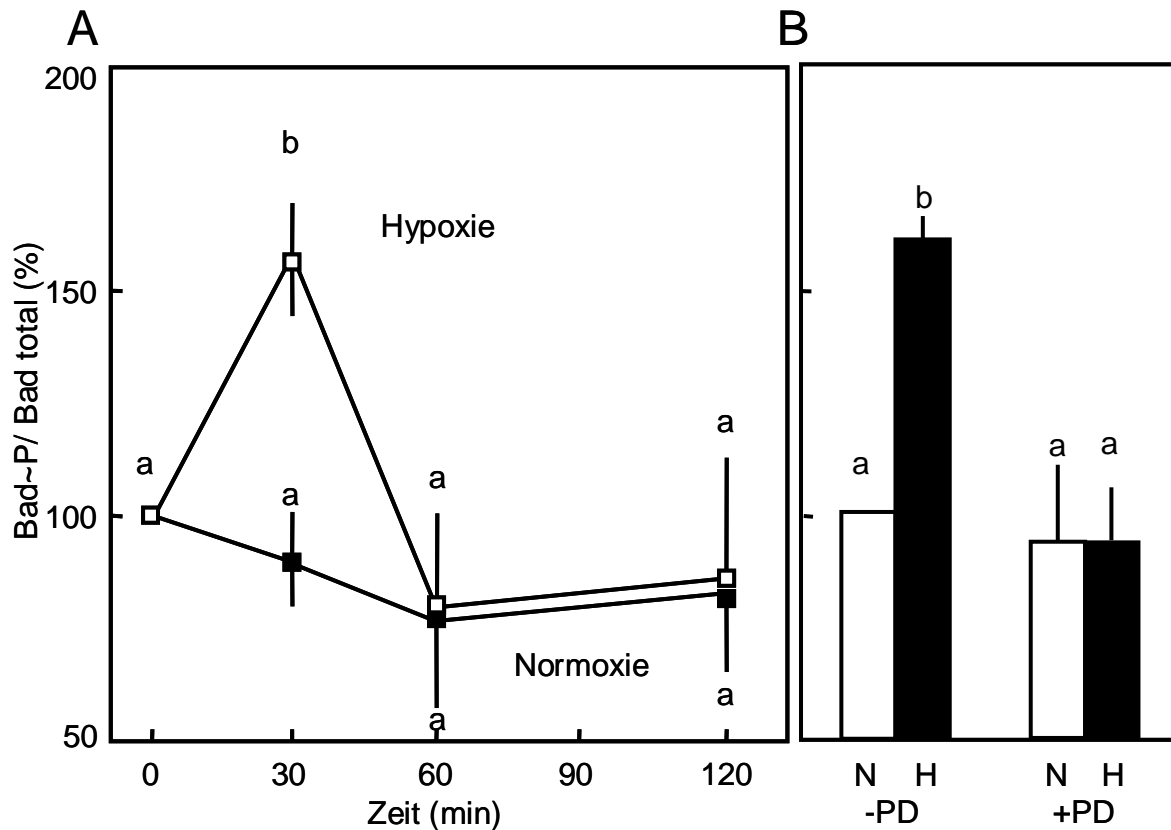 A
B
Bad~P/ Bad total (%)
200
150
100
50
b
Hypoxie
a
a
a
a
Normoxie
a
a
0
30
60
90
120
Zeit (min)
b
a
a
a
N
H
N
H
-PD
+PD